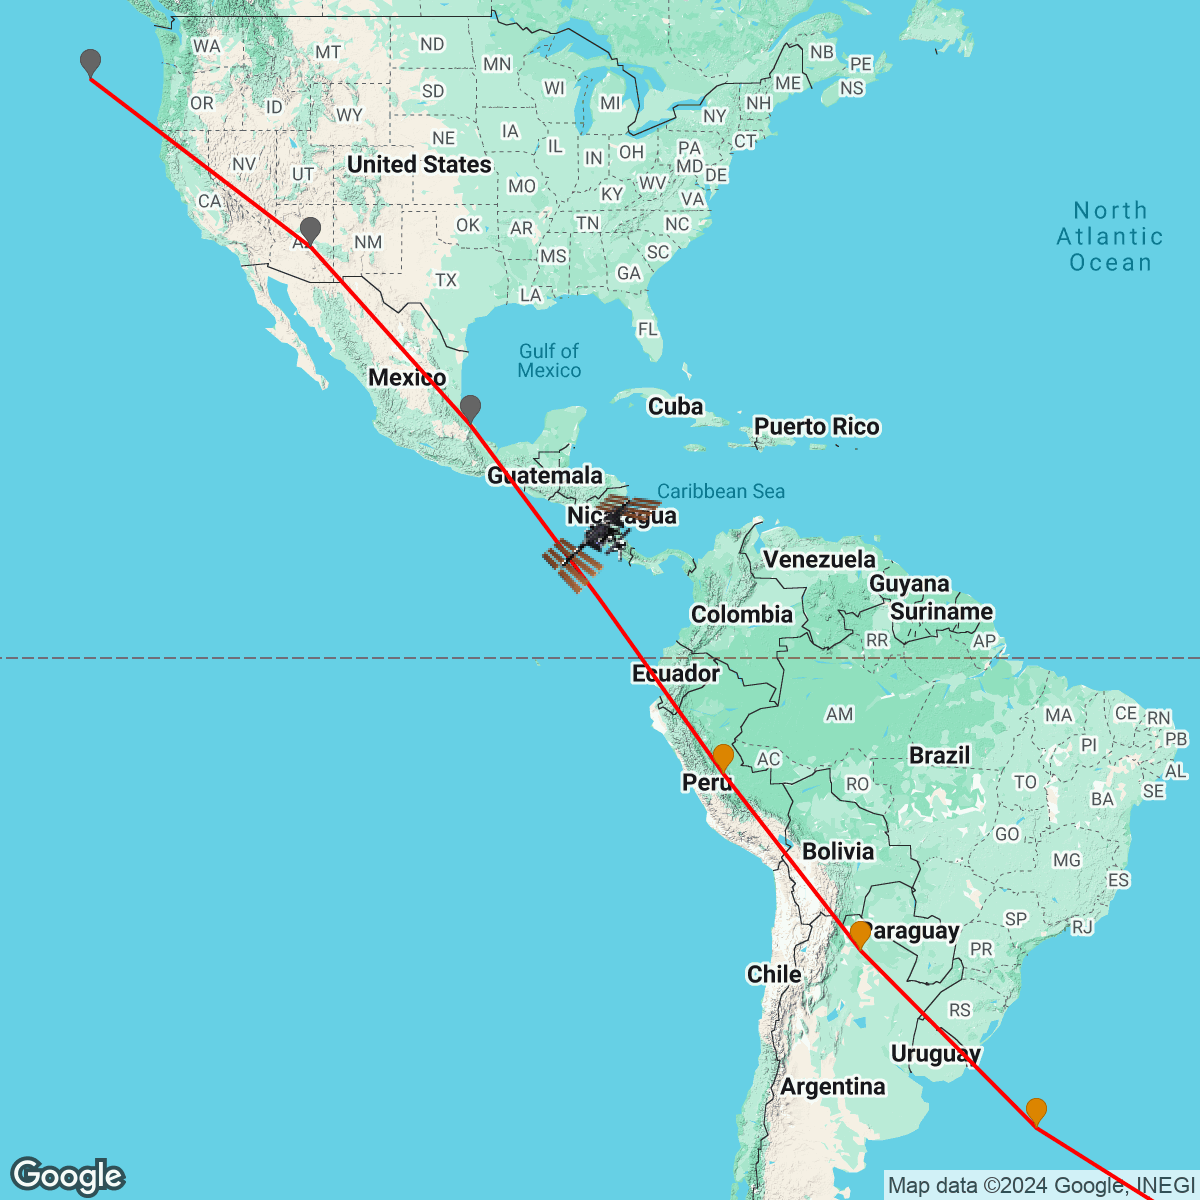 WA
MT
ND
MN
NB
PE
ME
NS
OR
ID
WY
SD
WI
MI
NH
NY
NE
IA
CT
NV
UT
United States
IL
IN
OH
PA
MD
DE
CA
MO
KY
WV
VA
North
Atlantic
Ocean
NM
OK
AR
TN
NC
SC
MS
TX
LA
GA
FL
Gulf of
Mexico
Mexico
Cuba
Puerto Rico
Guatemala
Caribbean Sea
Nicaragua
Venezuela
Guyana
Suriname
Colombia
RR
AP
Ecuador
AM
MA
CE
RN
PB
PI
Brazil
AC
AL
Peru
RO
TO
SE
BA
GO
Bolivia
MG
ES
SP
RJ
Paraguay
PR
Chile
RS
Uruguay
Argentina
Google
Map data ©2024 Google, INEGI